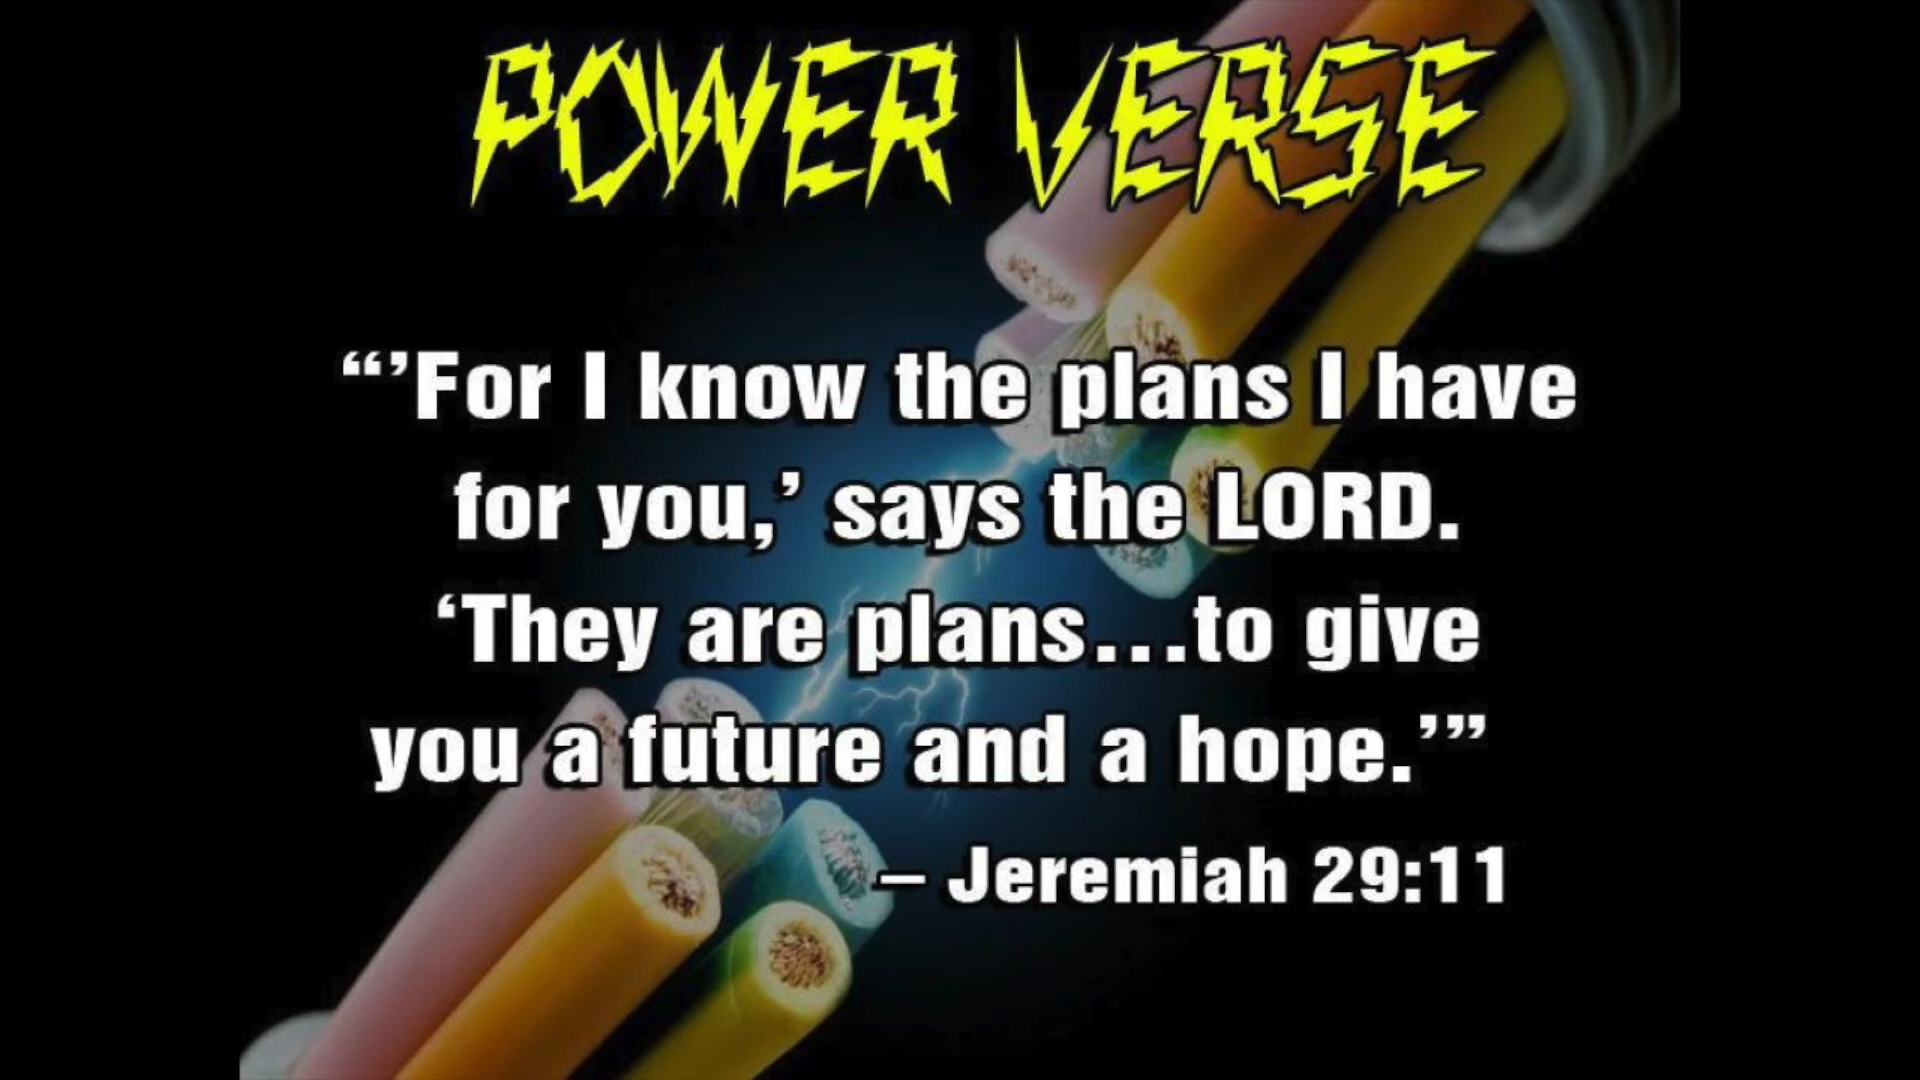 POWER VERSE
“’For I know the plans I have
for you,’ says the LORD.
‘They are plans...to give
you a future and a hope.’”
– Jeremiah 29:11